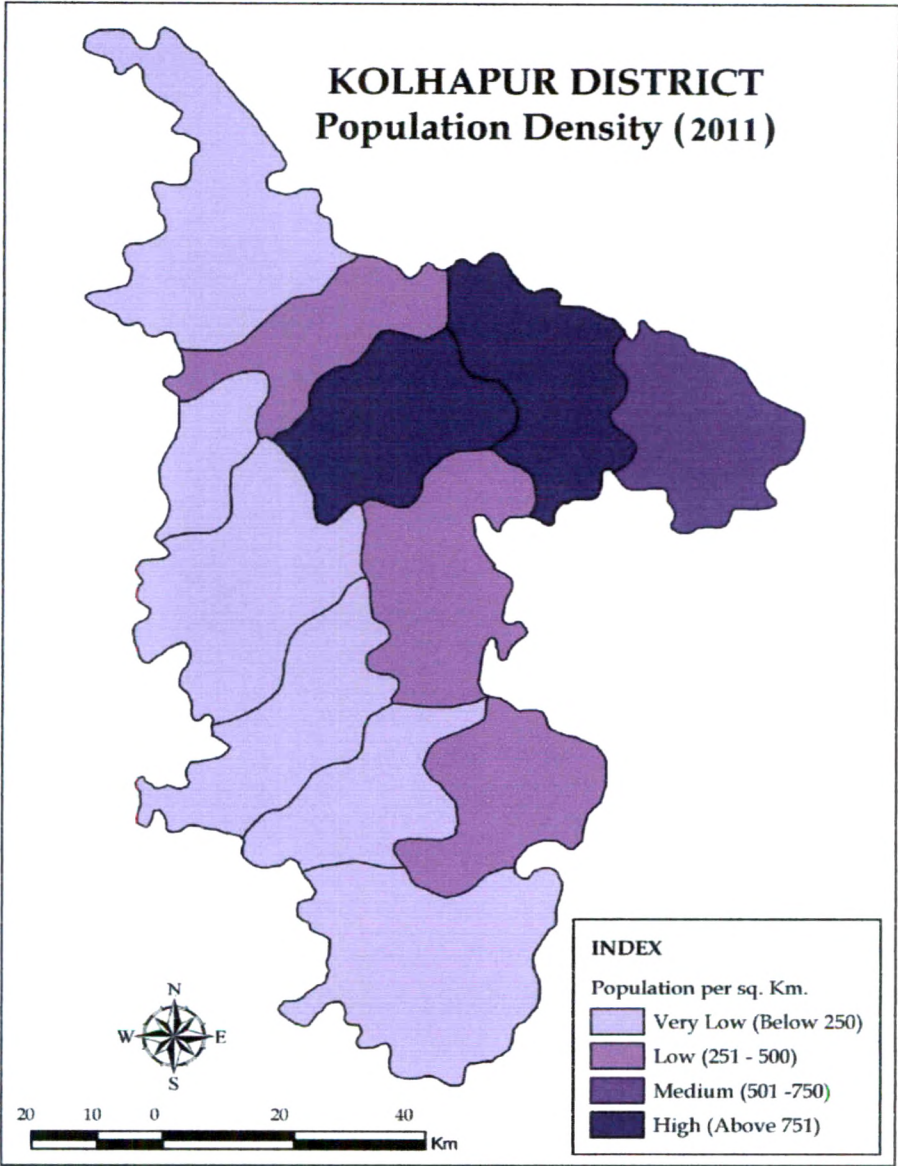 KOLHAPUR DISTRICT
Population Density (2011)
INDEX
Population per sq. Km.
Very Low (Below 250)
Low (251 - 500)
Medium (501 -750)
High (Above 751)
N
W E
S
20 10 0 20 40
Km